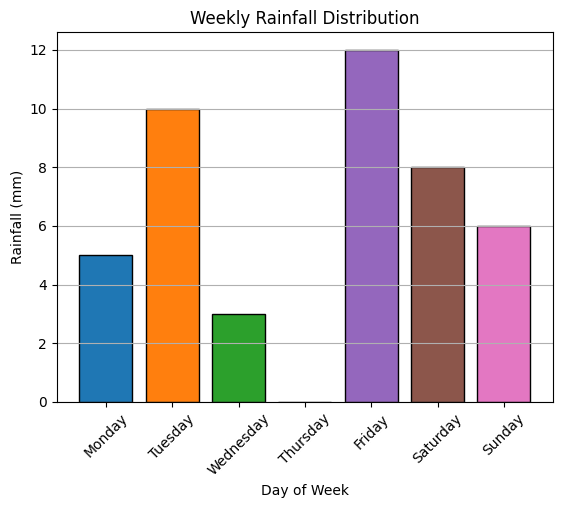 Weekly Rainfall Distribution
Rainfall (mm)
12
10
8
6
4
2
0
Monday
Tuesday
Wednesday
Thursday
Friday
Saturday
Sunday
Day of Week